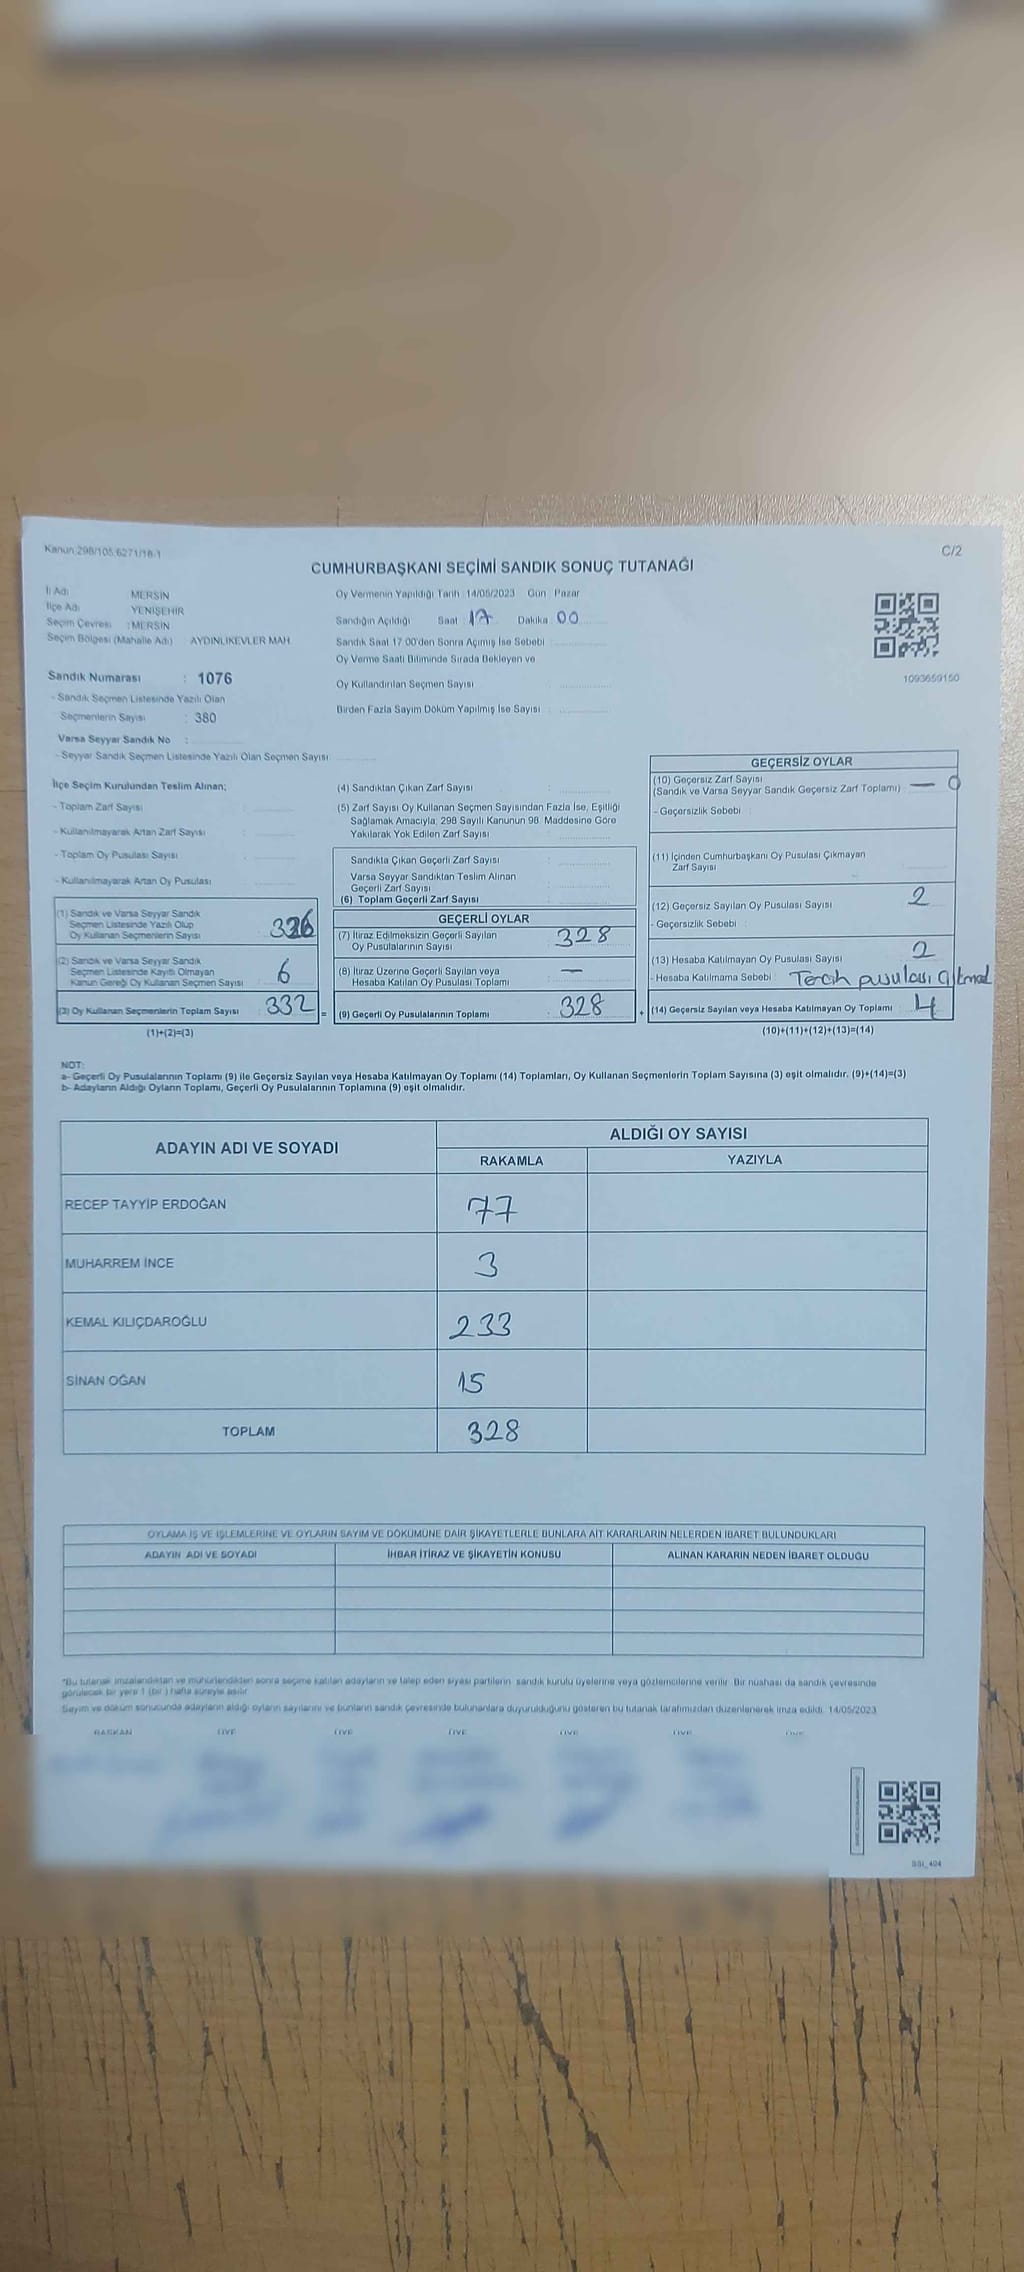 Kanun:298/105,6271/18/1
C/2
CUMHURBAŞKANI SEÇİMİ SANDIK SONUÇ TUTANAĞI
İl Adı : MERSİN
İlçe Adı : YENİŞEHİR
Seçim Çevresi : MERSİN
Seçim Bölgesi (Mahalle Adı) AYDINLIKEVLER MAH
Sandık Numarası : 1076
- Sandık Seçmen Listesinde Yazılı Olan
Seçmenlerin Sayısı : 380
Varsa Seyyar Sandık No :
- Seyyar Sandık Seçmen Listesinde Yazılı Olan Seçmen Sayısı
Oy Vermenin Yapıldığı Tarih :14/05/2023 Gün : Pazar
Sandığın Açıldığı Saat 17 Dakika 00
Sandık Saat 17:00'den Sonra Açımış İse Sebebi :
Oy Verme Saati Bitiminde Sırada Bekleyen ve
Oy Kullandırılan Seçmen Sayısı :
Birden Fazla Sayım Döküm Yapılmış İse Sayısı :
1093659150
İlçe Seçim Kurulundan Teslim Alınan;
- Toplam Zarf Sayısı :
- Kullanılmayarak Artan Zarf Sayısı :
- Toplam Oy Pusulası Sayısı :
- Kullanılmayarak Artan Oy Pusulası :
(1) Sandık ve Varsa Seyyar Sandık
Seçmen Listesinde Yazılı Olup
Oy Kullanan Seçmenlerin Sayısı : 326
(2) Sandık ve Varsa Seyyar Sandık
Seçmen Listesinde Kayıtlı Olmayan
Kanun Gereği Oy Kullanan Seçmen Sayısı : 6
(3) Oy Kullanan Seçmenlerin Toplam Sayısı : 332 =
(1)+(2)=(3)
(4) Sandıktan Çıkan Zarf Sayısı :
(5) Zarf Sayısı Oy Kullanan Seçmen Sayısından Fazla İse, Eşitliği
Sağlamak Amacıyla, 298 Sayılı Kanunun 98. Maddesine Göre
Yakılarak Yok Edilen Zarf Sayısı :
Sandıkla Çıkan Geçerli Zarf Sayısı :
Varsa Seyyar Sandıktan Teslim Alınan
Geçerli Zarf Sayısı :
(6) Toplam Geçerli Zarf Sayısı :
GEÇERLİ OYLAR
(7) İtiraz Edilmeksizin Geçerli Sayılan
Oy Pusulalarının Sayısı : 328
(8) İtiraz Üzerine Geçerli Sayılan veya
Hesaba Katılan Oy Pusulası Toplamı : —
(9) Geçerli Oy Pusulalarının Toplamı : 328 +
GEÇERSİZ OYLAR
(10) Geçersiz Zarf Sayısı
(Sandık ve Varsa Seyyar Sandık Geçersiz Zarf Toplamı) — 0
- Geçersizlik Sebebi :
(11) İçinden Cumhurbaşkanı Oy Pusulası Çıkmayan
Zarf Sayısı
(12) Geçersiz Sayılan Oy Pusulası Sayısı 2
- Geçersizlik Sebebi :
(13) Hesaba Katılmayan Oy Pusulası Sayısı 2
- Hesaba Katılmama Sebebi : Tercih pusulası çıkmad
(14) Geçersiz Sayılan veya Hesaba Katılmayan Oy Toplamı 4
(10)+(11)+(12)+(13)=(14)
NOT:
a- Geçerli Oy Pusulalarının Toplamı (9) ile Geçersiz Sayılan veya Hesaba Katılmayan Oy Toplamı (14) Toplamları, Oy Kullanan Seçmenlerin Toplam Sayısına (3) eşit olmalıdır. (9)+(14)=(3)
b- Adayların Aldığı Oyların Toplamı, Geçerli Oy Pusulalarının Toplamına (9) eşit olmalıdır.
ADAYIN ADI VE SOYADI ALDIĞI OY SAYISI
RAKAMLA YAZIYLA
RECEP TAYYİP ERDOĞAN 77
MUHARREM İNCE 3
KEMAL KILIÇDAROĞLU 233
SİNAN OĞAN 15
TOPLAM 328
OYLAMA İŞ VE İŞLEMLERİNE VE OYLARIN SAYIM VE DÖKÜMÜNE DAİR ŞİKAYETLERLE BUNLARA AİT KARARLARIN NELERDEN İBARET BULUNDUKLARI
ADAYIN ADI VE SOYADI İHBAR İTİRAZ VE ŞİKAYETİN KONUSU ALINAN KARARIN NEDEN İBARET OLDUĞU
*Bu tutanak imzalandıktan ve mühürlendikten sonra seçime katılan adayların ve talep eden siyasi partilerin sandık kurulu üyelerine veya gözlemcilerine verilir. Bir nüshası da sandık çevresinde
görülecek bir yere 1 (bir) hafta süreyle asılır.
Sayım ve döküm sonucunda adayların aldığı oyların sayılarını ve bunların sandık çevresinde bulunanlara duyurulduğunu gösteren bu tutanak tarafımızdan düzenlenerek imza edildi. 14/05/2023
BAŞKAN ÜYE ÜYE ÜYE ÜYE ÜYE ÜYE
SSI_404